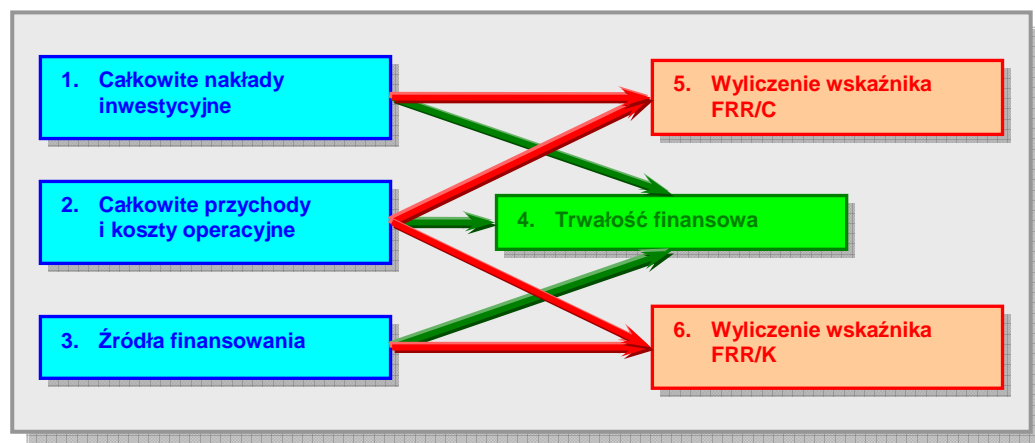 1. Całkowite nakłady
inwestycyjne
2. Całkowite przychody
i koszty operacyjne
3. Źródła finansowania
4. Trwałość finansowa
5. Wyliczenie wskaźnika
FRR/C
6. Wyliczenie wskaźnika
FRR/K